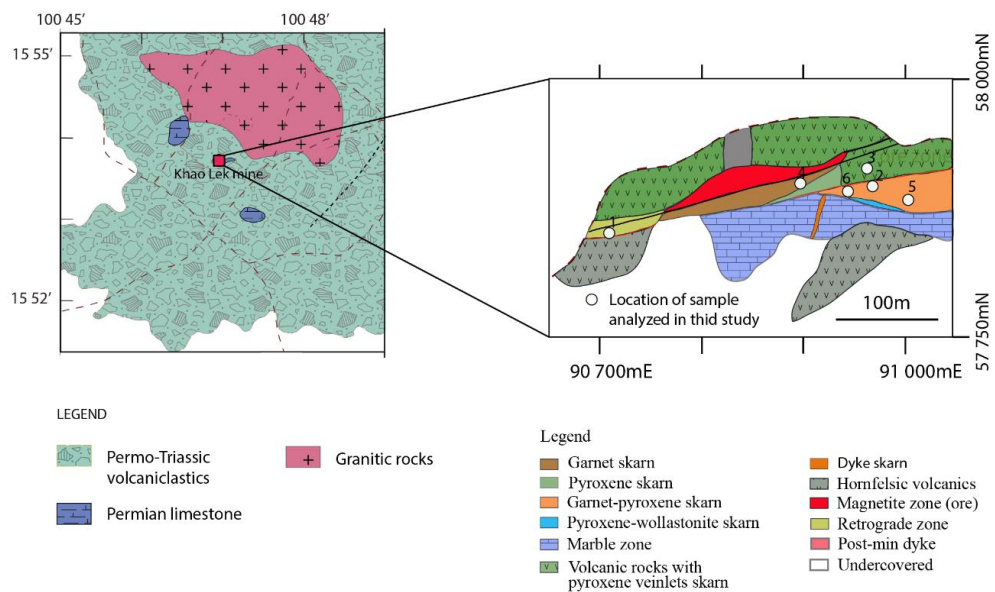 100 45’
100 48’
15 55’
15 52’
Khao Lek mine
58 000mN
57 750mN
1
4
3
6
2
5
Location of sample
analyzed in thid study
100m
90 700mE
91 000mE
LEGEND
Permo-Triassic
volcaniclastics
Granitic rocks
Permian limestone
Legend
Garnet skarn
Pyroxene skarn
Garnet-pyroxene skarn
Pyroxene-wollastonite skarn
Marble zone
Volcanic rocks with
pyroxene veinlets skarn
Dyke skarn
Hornfelsic volcanics
Magnetite zone (ore)
Retrograde zone
Post-min dyke
Undercovered